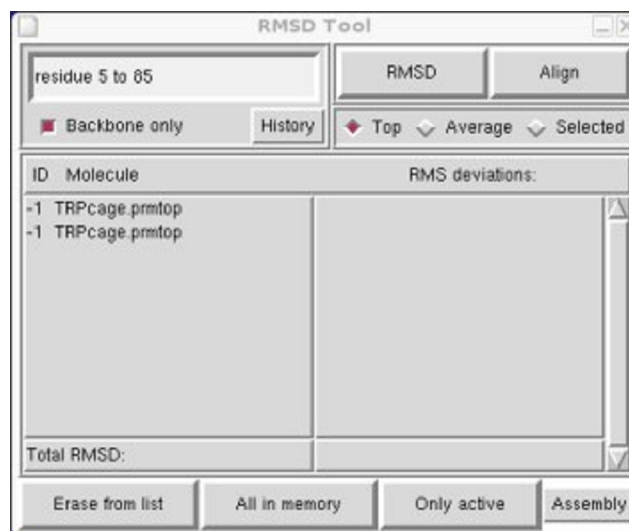 RMSD Tool
residue 5 to 85
RMSD Align
Backbone only History
Top Average Selected
ID Molecule RMS deviations:
-1 TRPcage.prmtop
-1 TRPcage.prmtop
Total RMSD:
Erase from list All in memory Only active Assembly